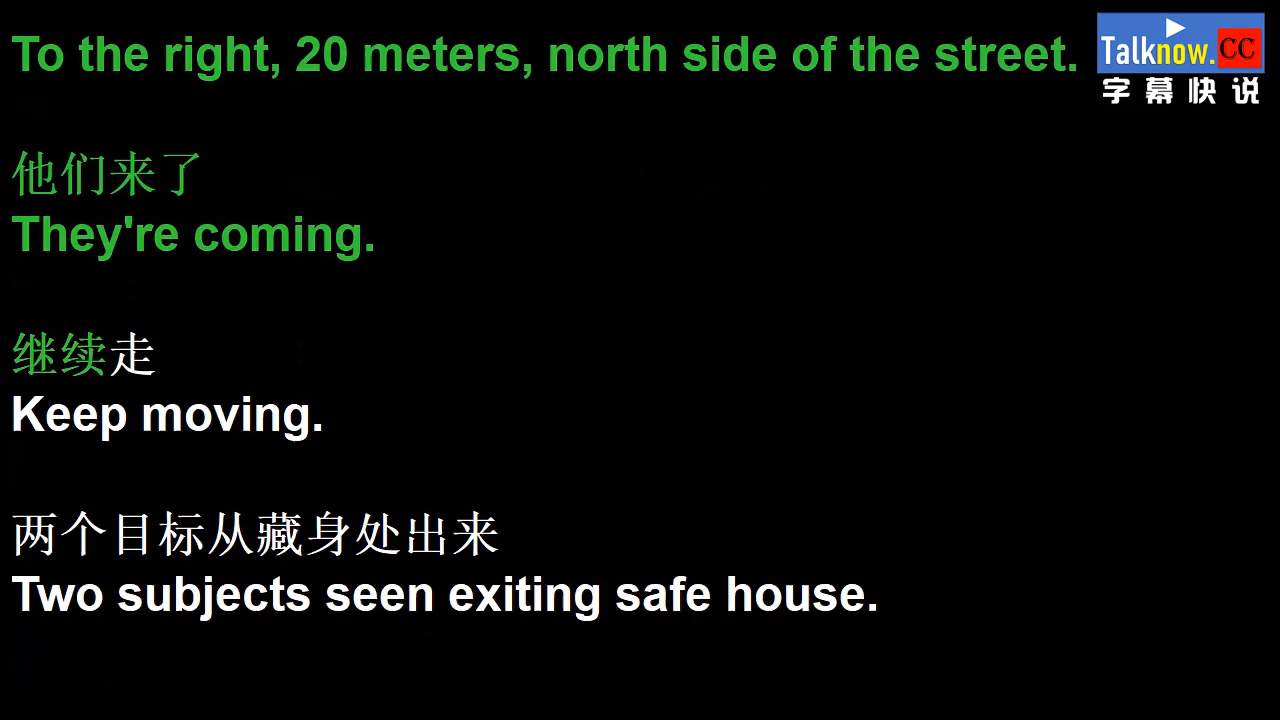 To the right, 20 meters, north side of the street.
Talknow.CC
字幕快说
他们来了
They're coming.
继续走
Keep moving.
两个目标从藏身处出来
Two subjects seen exiting safe house.